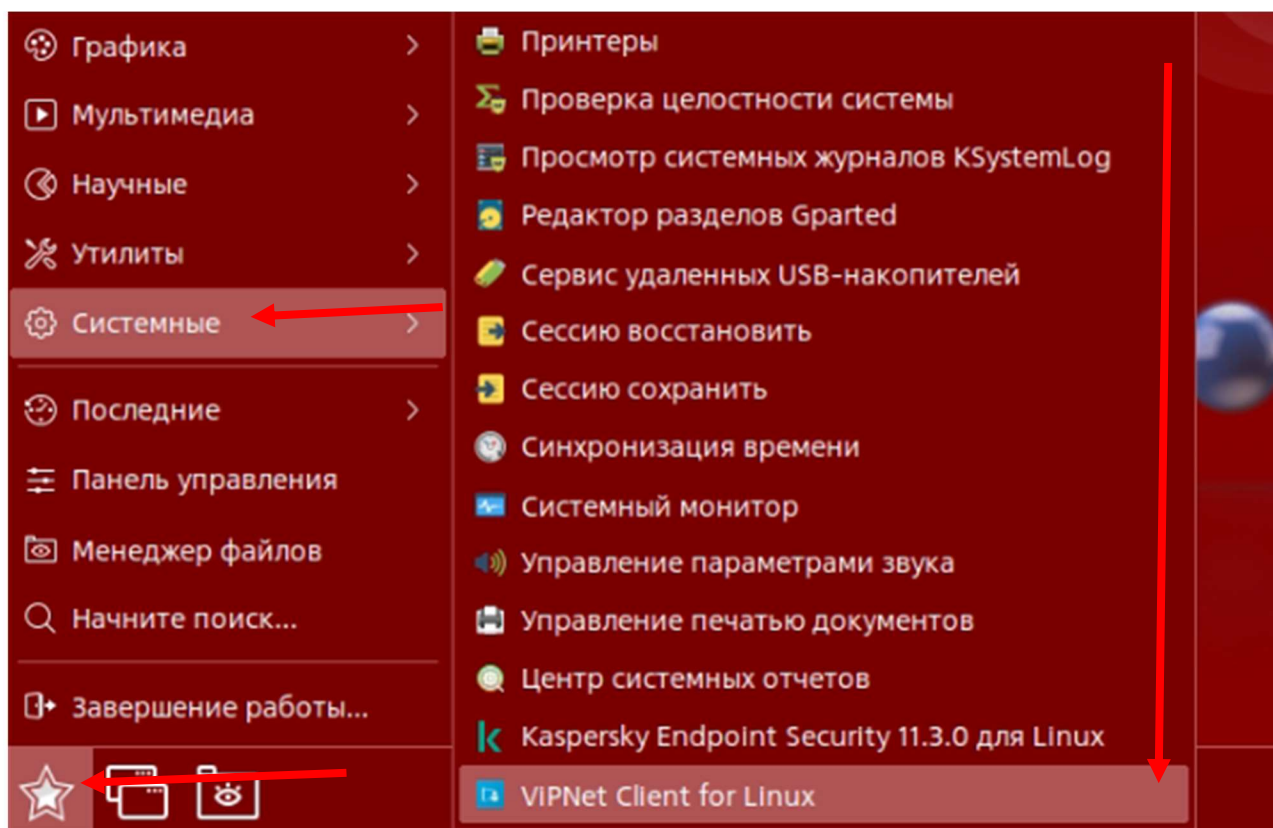 Графика
Мультимедиа
Научные
Утилиты
Системные
Последние
Панель управления
Менеджер файлов
Начните поиск...
Завершение работы...
Принтеры
Проверка целостности системы
Просмотр системных журналов KSystemLog
Редактор разделов Gparted
Сервис удаленных USB-накопителей
Сессию восстановить
Сессию сохранить
Синхронизация времени
Системный монитор
Управление параметрами звука
Управление печатью документов
Центр системных отчетов
Kaspersky Endpoint Security 11.3.0 для Linux
ViPNet Client for Linux